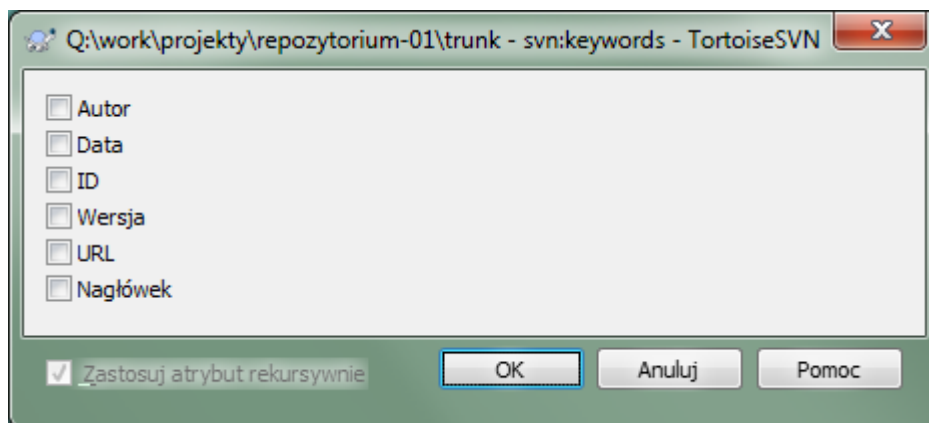 Q:\work\projekty\repozytorium-01\trunk - svn:keywords - TortoiseSVN
Autor
Data
ID
Wersja
URL
Nagłówek
Zastosuj atrybut rekursywnie
OK
Anuluj
Pomoc